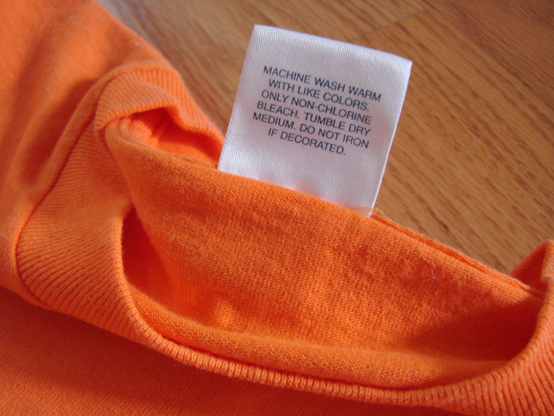 MACHINE WASH WARM
WITH LIKE COLORS.
ONLY NON-CHLORINE
BLEACH. TUMBLE DRY
MEDIUM. DO NOT IRON
IF DECORATED.